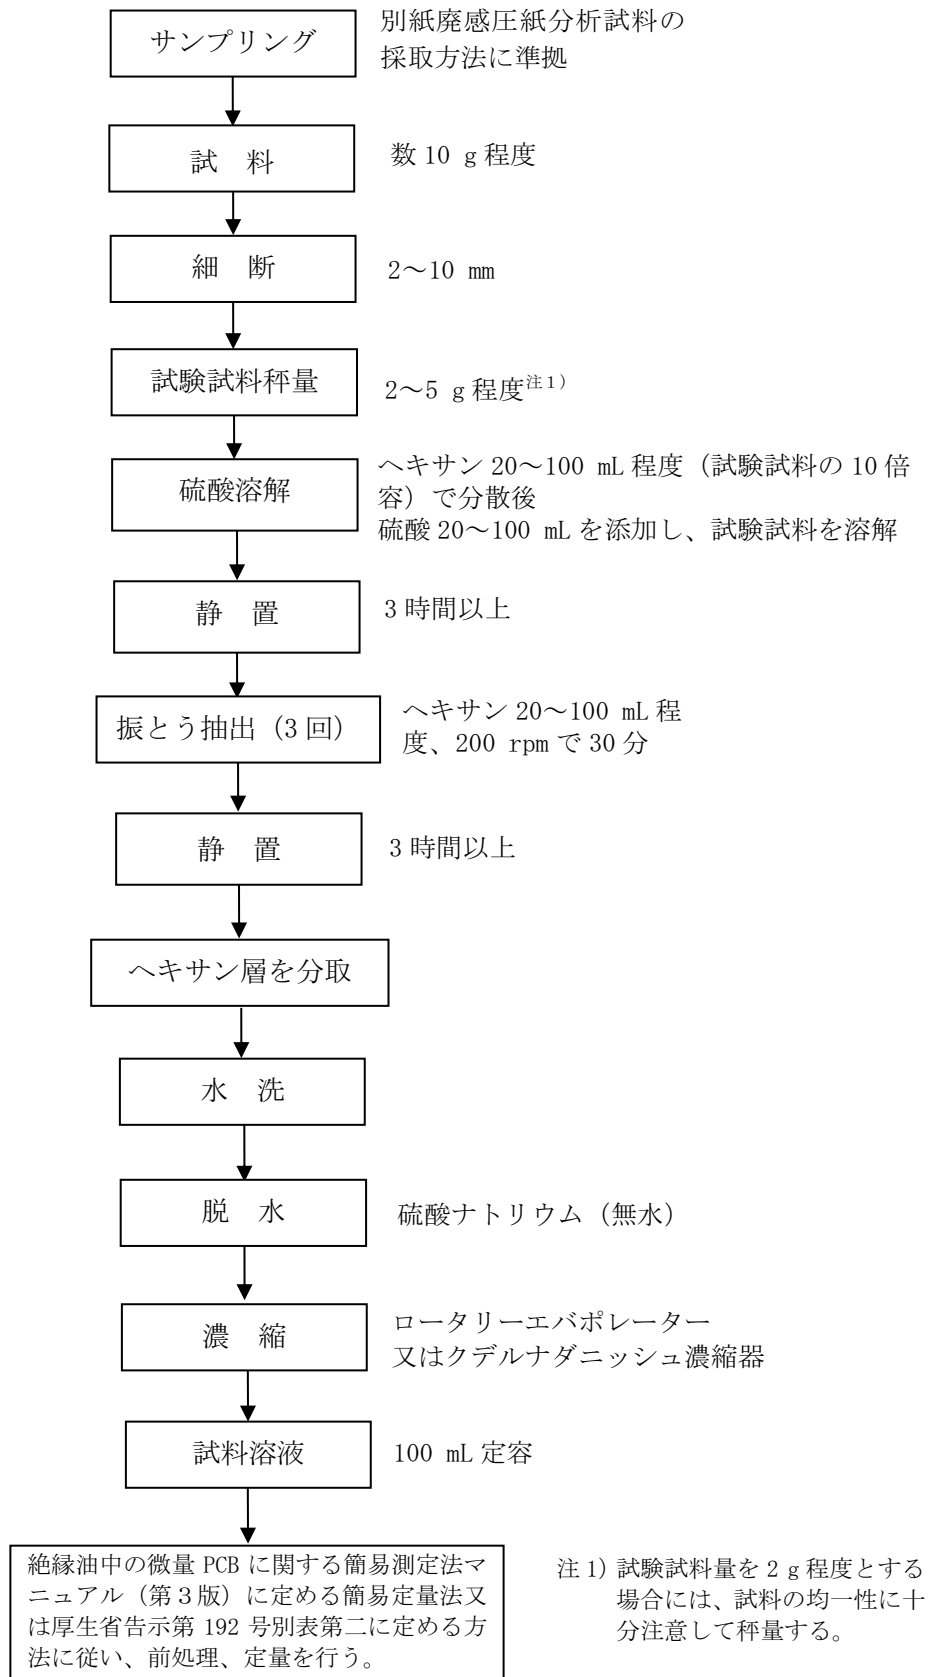 サンプリング
別紙廃感圧紙分析試料の
採取方法に準拠
試　料
数 10 g 程度
細　断
2～10 mm
試験試料秤量
2～5 g 程度注1）
硫酸溶解
ヘキサン 20～100 mL 程度（試験試料の 10 倍
容）で分散後
硫酸 20～100 mL を添加し、試験試料を溶解
静　置
3 時間以上
振とう抽出（3 回）
ヘキサン 20～100 mL 程
度、200 rpm で 30 分
静　置
3 時間以上
ヘキサン層を分取
水　洗
脱　水
硫酸ナトリウム（無水）
濃　縮
ロータリーエバポレーター
又はクデルナダニッシュ濃縮器
試料溶液
100 mL 定容
絶縁油中の微量 PCB に関する簡易測定法マ
ニュアル（第３版）に定める簡易定量法又
は厚生省告示第 192 号別表第二に定める方
法に従い、前処理、定量を行う。
注 1）試験試料量を 2 g 程度とする
場合には、試料の均一性に十
分注意して秤量する。